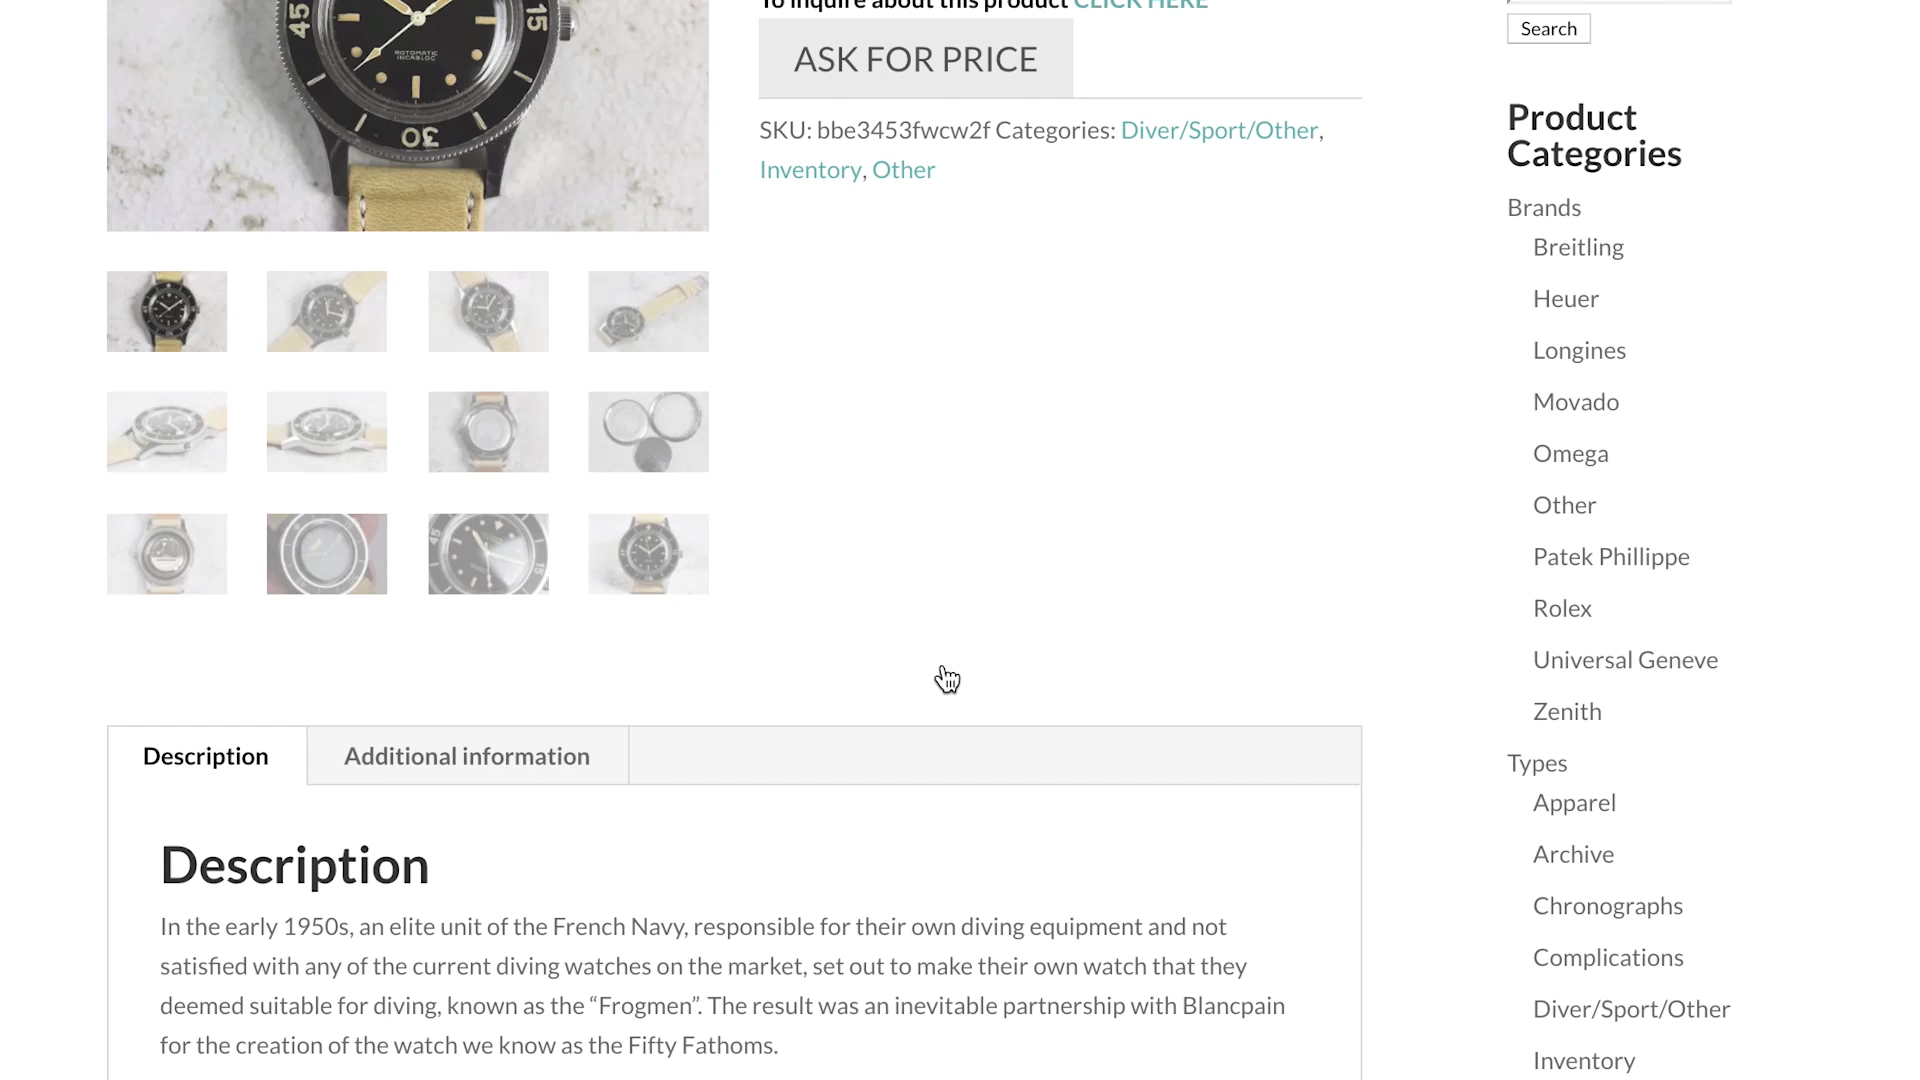 To inquire about this product CLICK HERE
Search
ASK FOR PRICE
45
15
ROTOMATIC
INCABLOC
30
SKU: bbe3453fwcw2f Categories: Diver/Sport/Other,
Inventory, Other
Product
Categories
Brands
Breitling
Heuer
Longines
Movado
Omega
Other
Patek Phillippe
Rolex
Universal Geneve
Zenith
Types
Apparel
Archive
Chronographs
Complications
Diver/Sport/Other
Inventory
45
15
Description
Additional information
Description
In the early 1950s, an elite unit of the French Navy, responsible for their own diving equipment and not
satisfied with any of the current diving watches on the market, set out to make their own watch that they
deemed suitable for diving, known as the “Frogmen”. The result was an inevitable partnership with Blancpain
for the creation of the watch we know as the Fifty Fathoms.